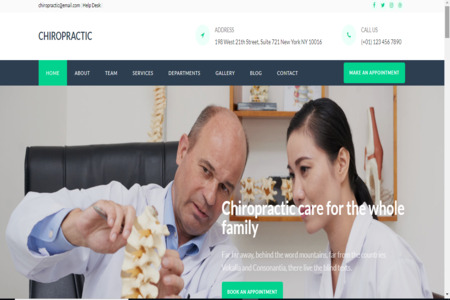 chiropractic@email.com Help Desk
CHIROPRACTIC
ADDRESS
198 West 21th Street, Suite 721 New York NY 10016
CALL US
(+01) 123 456 7890
HOME ABOUT TEAM SERVICES DEPARTMENTS GALLERY BLOG CONTACT
MAKE AN APPOINTMENT
Chiropractic care for the whole
family
Far far away, behind the word mountains, far from the countries
Vokalia and Consonantia, there live the blind texts.
BOOK AN APPOINTMENT